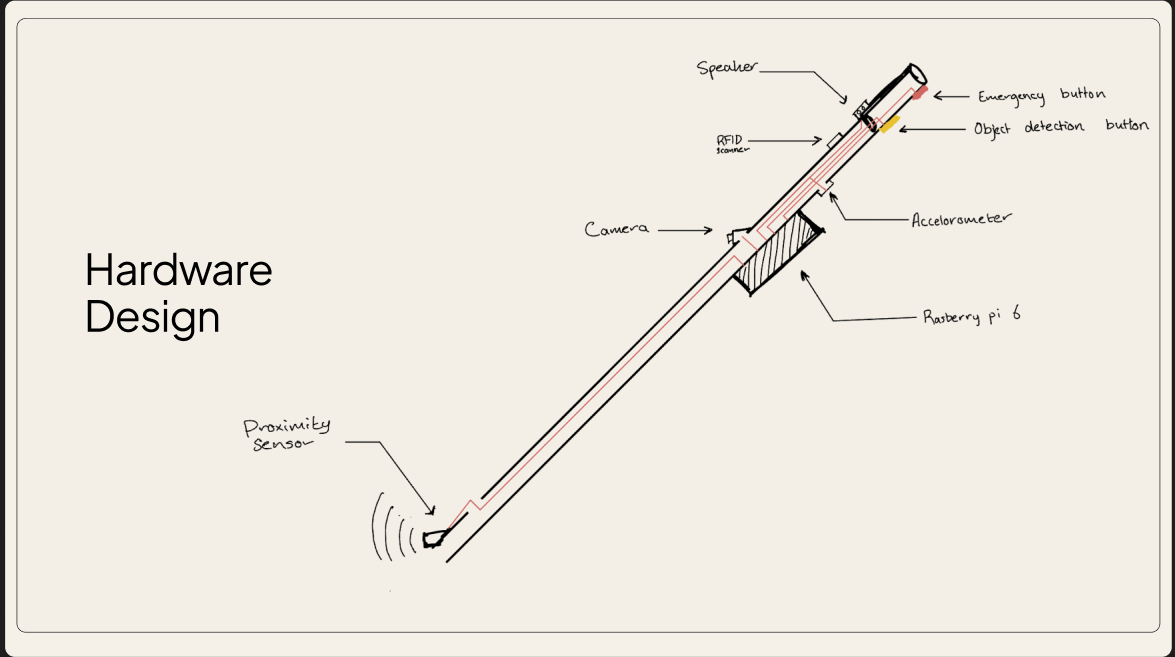 Speaker
Emergency button
Object detection button
RFID
scanner
Accelorometer
Camera
Hardware
Design
Rasberry pi 6
Proximity
sensor